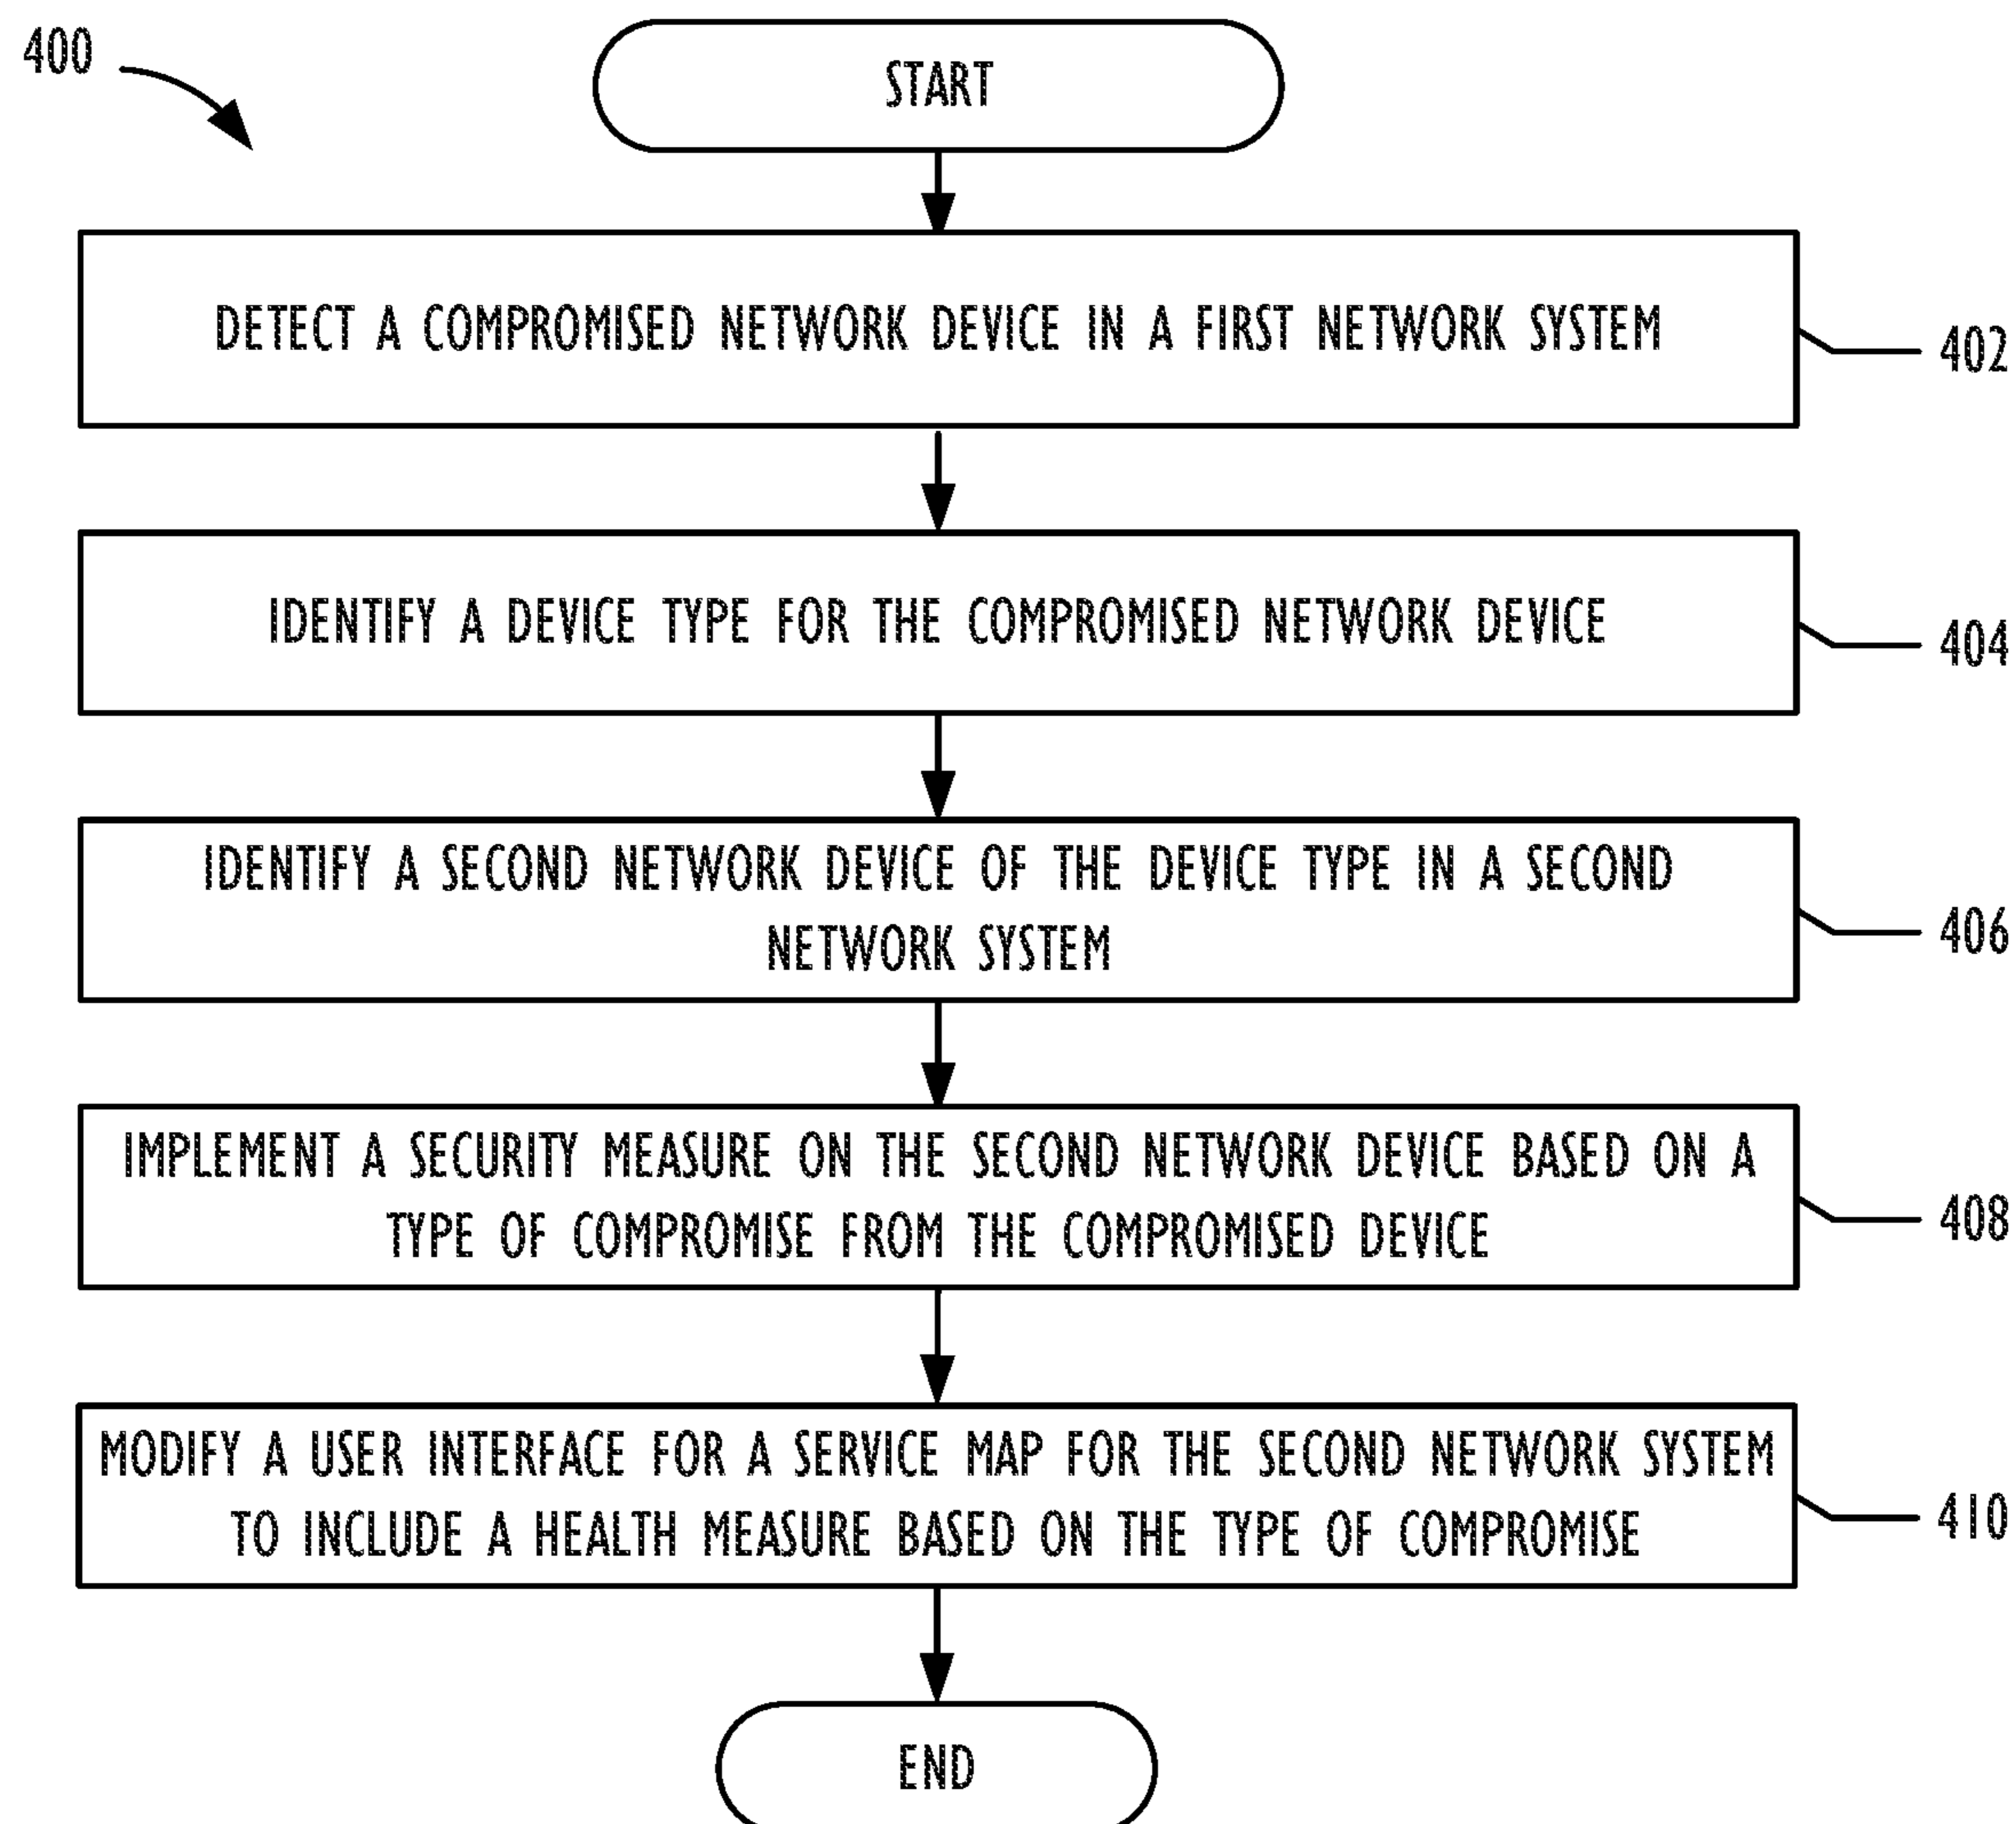 400
START
DETECT A COMPROMISED NETWORK DEVICE IN A FIRST NETWORK SYSTEM
402
IDENTIFY A DEVICE TYPE FOR THE COMPROMISED NETWORK DEVICE
404
IDENTIFY A SECOND NETWORK DEVICE OF THE DEVICE TYPE IN A SECOND
NETWORK SYSTEM
406
IMPLEMENT A SECURITY MEASURE ON THE SECOND NETWORK DEVICE BASED ON A
TYPE OF COMPROMISE FROM THE COMPROMISED DEVICE
408
MODIFY A USER INTERFACE FOR A SERVICE MAP FOR THE SECOND NETWORK SYSTEM
TO INCLUDE A HEALTH MEASURE BASED ON THE TYPE OF COMPROMISE
410
END